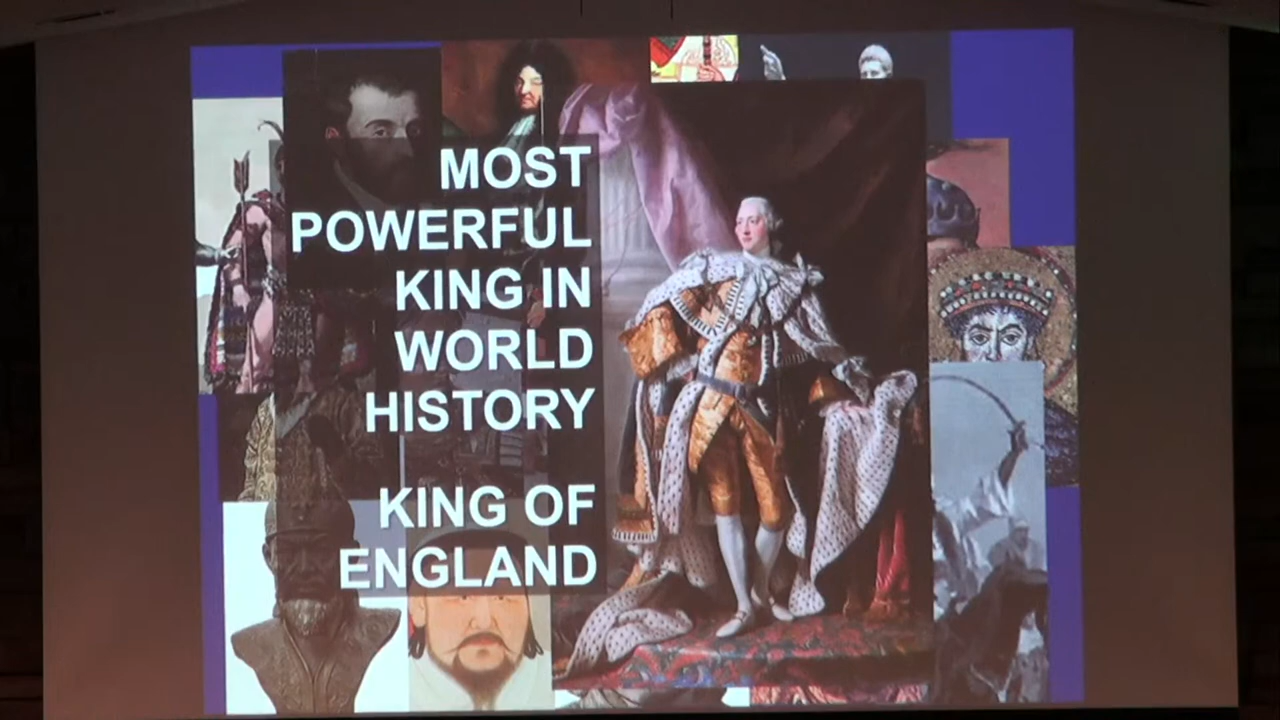 MOST
POWERFUL
KING IN
WORLD
HISTORY
KING OF
ENGLAND